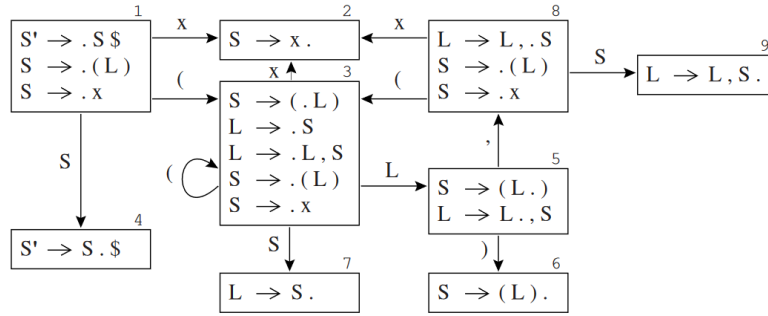 1
S' → . S $
S → . ( L )
S → . x
x
(
S
2
S → x .
x
3
S → ( . L )
L → . S
L → . L , S
S → . ( L )
S → . x
(
L
S
x
(
8
L → L , . S
S → . ( L )
S → . x
S
9
L → L , S .
,
5
S → ( L . )
L → L . , S
)
4
S' → S . $
7
L → S .
6
S → ( L ) .